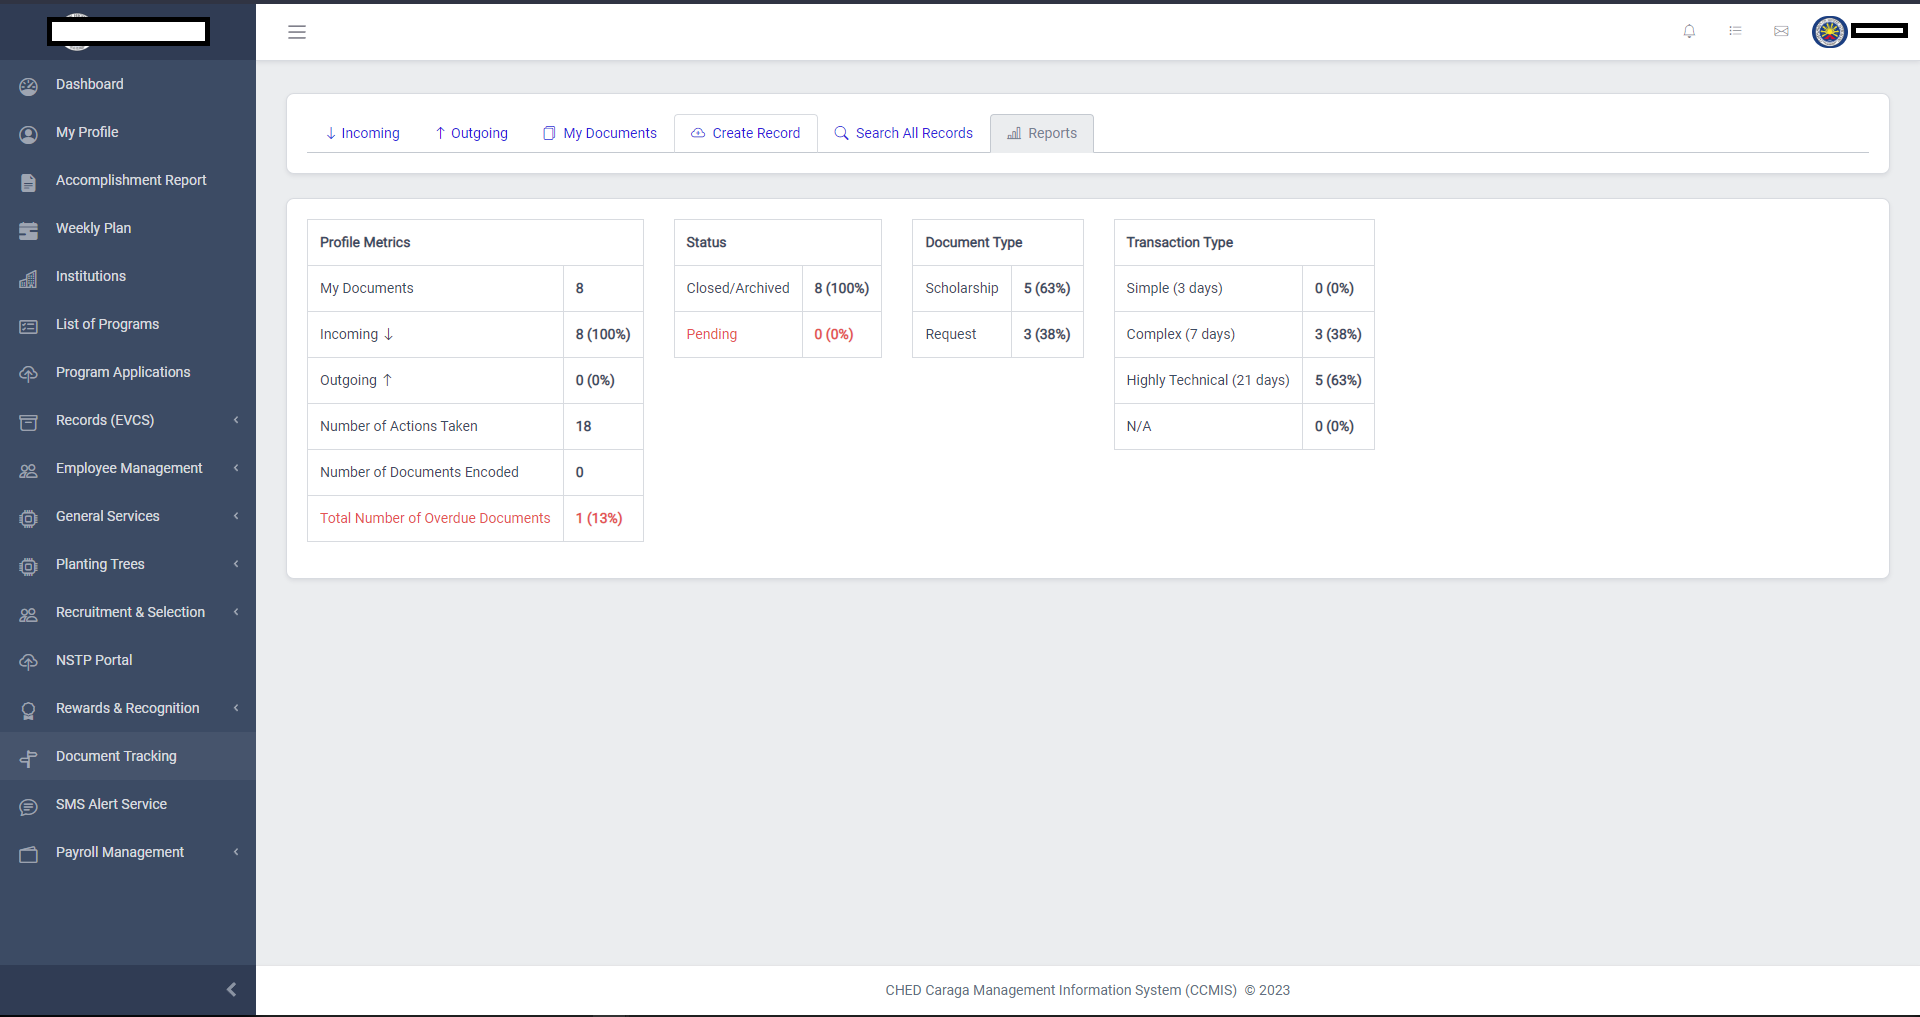 Dashboard
My Profile
Accomplishment Report
Weekly Plan
Institutions
List of Programs
Program Applications
Records (EVCS)
Employee Management
General Services
Planting Trees
Recruitment & Selection
NSTP Portal
Rewards & Recognition
Document Tracking
SMS Alert Service
Payroll Management
Incoming Outgoing My Documents Create Record Search All Records Reports
Profile Metrics
My Documents 8
Incoming ↓ 8 (100%)
Outgoing ↑ 0 (0%)
Number of Actions Taken 18
Number of Documents Encoded 0
Total Number of Overdue Documents 1 (13%)
Status
Closed/Archived 8 (100%)
Pending 0 (0%)
Document Type
Scholarship 5 (63%)
Request 3 (38%)
Transaction Type
Simple (3 days) 0 (0%)
Complex (7 days) 3 (38%)
Highly Technical (21 days) 5 (63%)
N/A 0 (0%)
CHED Caraga Management Information System (CCMIS) © 2023